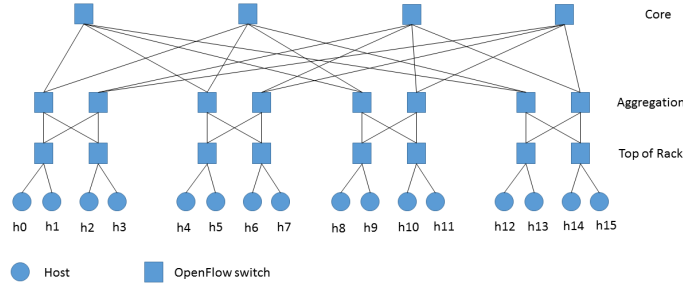 Core
Aggregation
Top of Rack
h0 h1 h2 h3 h4 h5 h6 h7 h8 h9 h10 h11 h12 h13 h14 h15
Host OpenFlow switch